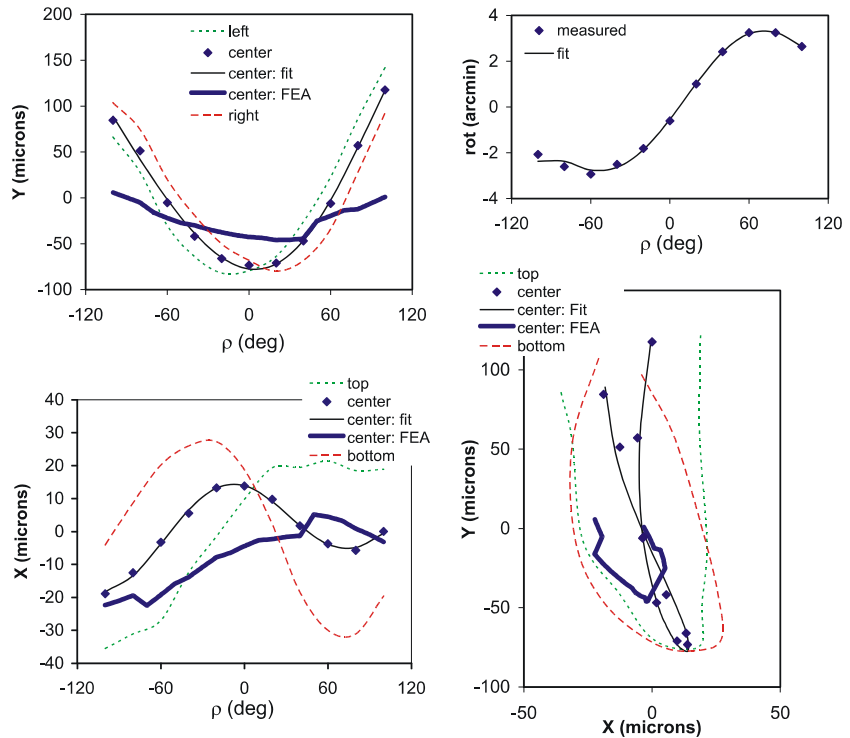 150
100
50
0
-50
-100
-120
-60
0
60
120
Y (microns)
ρ (deg)
left
center
center: fit
center: FEA
right
4
2
0
-2
-4
-120
-60
0
60
120
rot (arcmin)
ρ (deg)
measured
fit
40
30
20
10
0
-10
-20
-30
-40
-120
-60
0
60
120
X (microns)
ρ (deg)
top
center
center: fit
center: FEA
bottom
100
50
0
-50
-100
-50
0
50
Y (microns)
X (microns)
top
center
center: Fit
center: FEA
bottom